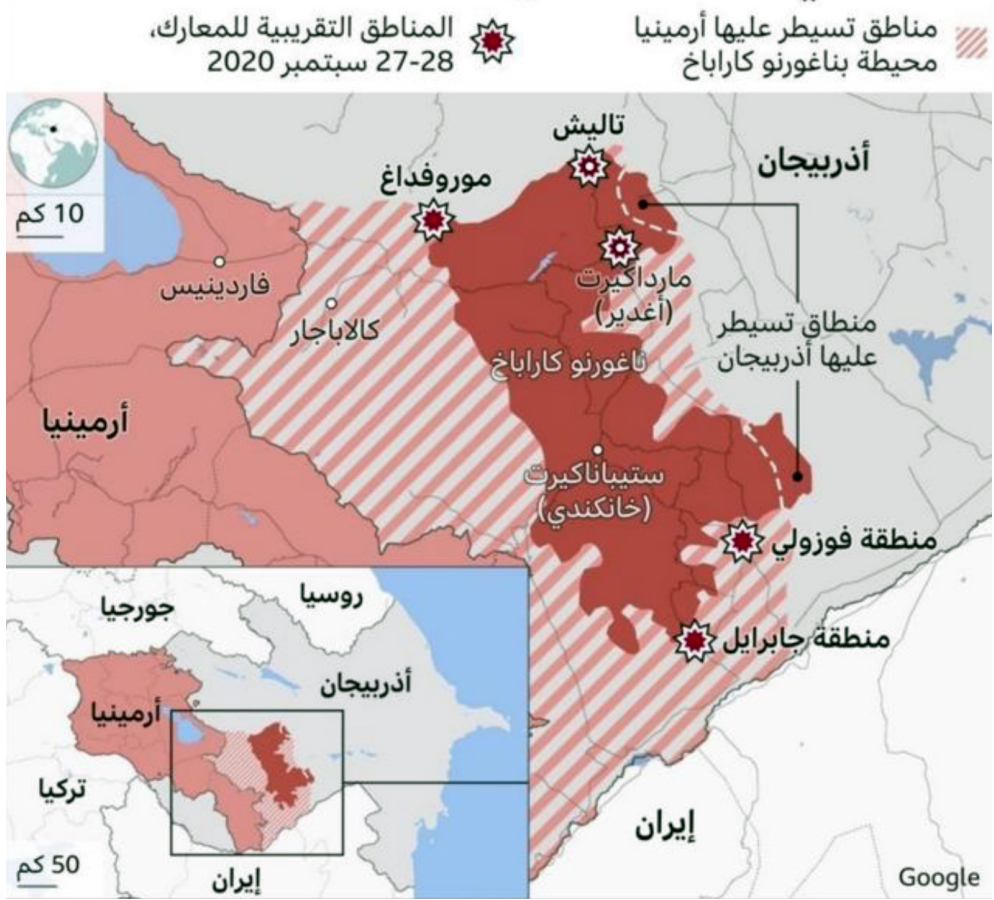 مناطق تسيطر عليها أرمينيا
محيطة بناغورنو كاراباخ
المناطق التقريبية للمعارك،
27-28 سبتمبر 2020
10 كم
تاليش
أذربيجان
موروفداغ
فاردينيس
كالاباجار
مارداكيرت
(أغدير)
منطاق تسيطر
عليها أذربيجان
ناغورنو كاراباخ
أرمينيا
ستيباناكيرت
(خانكندي)
منطقة فوزولي
منطقة جابرايل
إيران
Google
روسيا
جورجيا
أذربيجان
أرمينيا
تركيا
إيران
50 كم